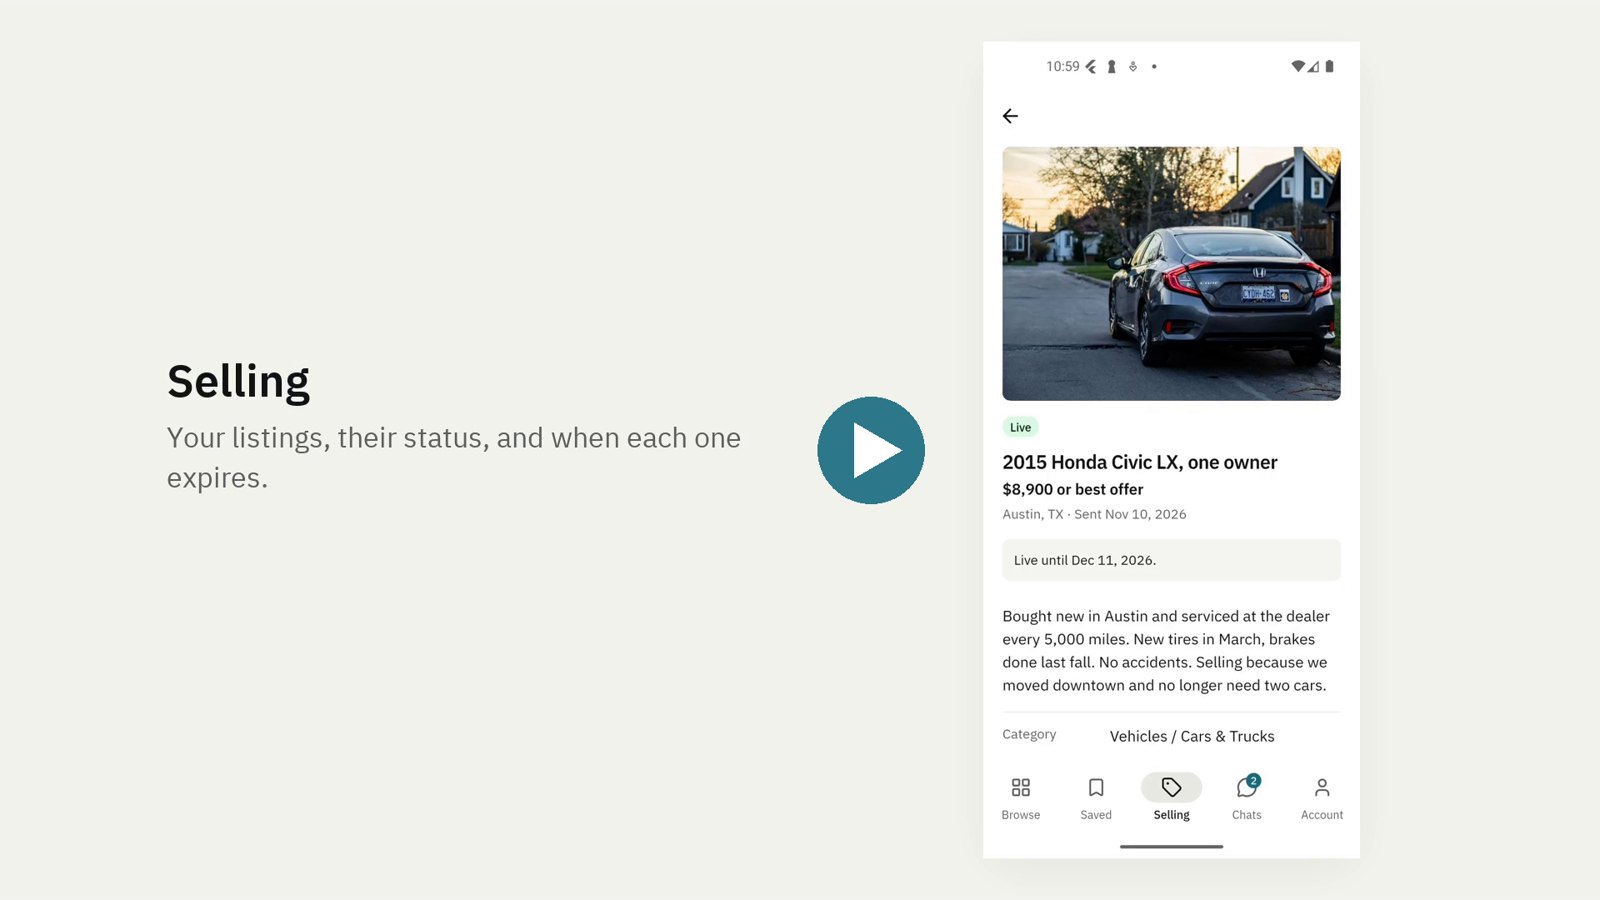 Selling
Your listings, their status, and when each one
expires.
10:59
CIVIC
CYDH·462
Live
2015 Honda Civic LX, one owner
$8,900 or best offer
Austin, TX · Sent Nov 10, 2026
Live until Dec 11, 2026.
Bought new in Austin and serviced at the dealer
every 5,000 miles. New tires in March, brakes
done last fall. No accidents. Selling because we
moved downtown and no longer need two cars.
Category Vehicles / Cars & Trucks
2
Browse Saved Selling Chats Account